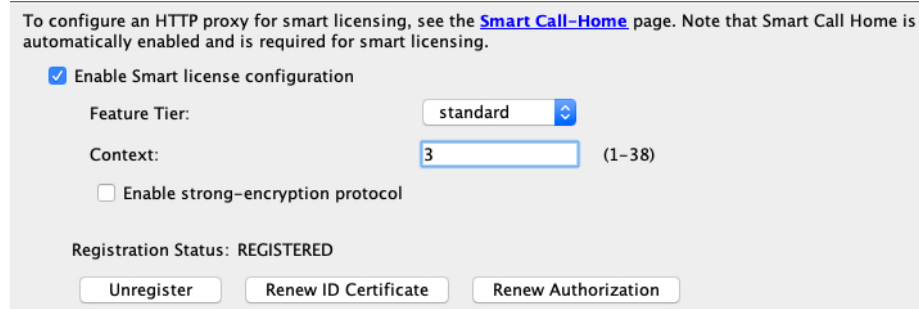 To configure an HTTP proxy for smart licensing, see the Smart Call-Home page. Note that Smart Call Home is
automatically enabled and is required for smart licensing.
Enable Smart license configuration
Feature Tier: standard
Context: 3 (1-38)
Enable strong-encryption protocol
Registration Status: REGISTERED
Unregister Renew ID Certificate Renew Authorization